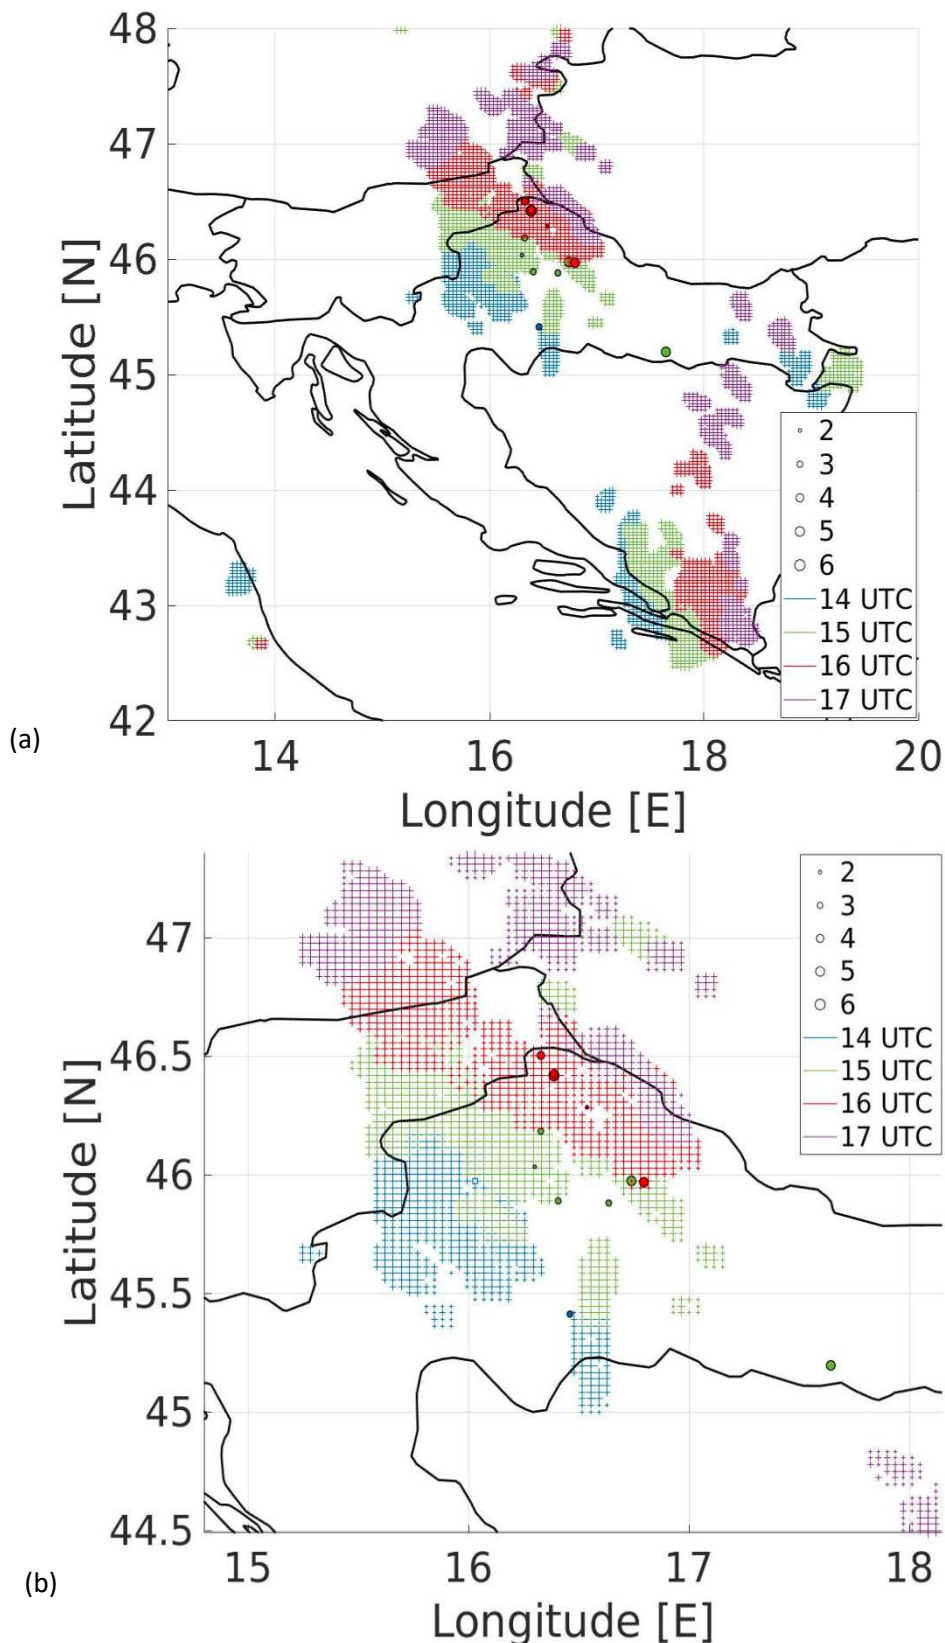 48
47
46
45
44
43
42
Latitude [N]
2
3
4
5
6
14 UTC
15 UTC
16 UTC
17 UTC
(a)
14
16
18
20
Longitude [E]
2
3
4
5
6
14 UTC
15 UTC
16 UTC
17 UTC
47
46.5
46
45.5
45
44.5
Latitude [N]
15
16
17
18
(b)
Longitude [E]